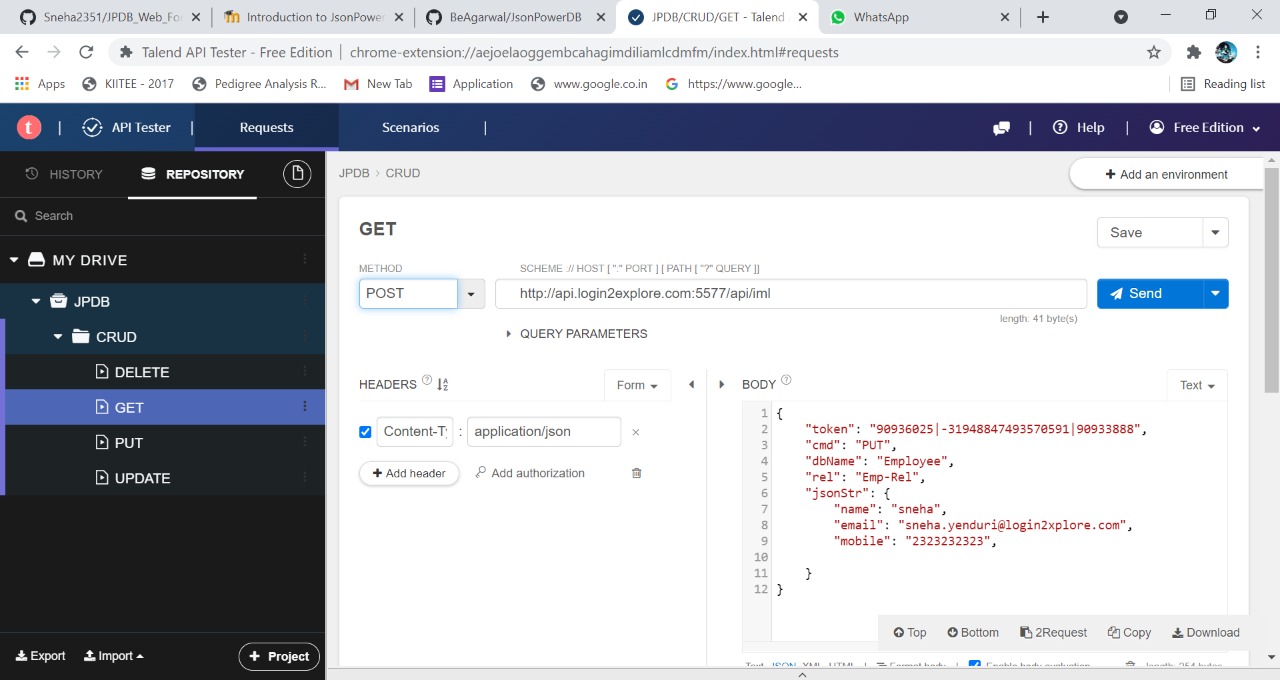 Sneha2351/JPDB_Web_Fo
Introduction to JsonPower
BeAgarwal/JsonPowerDB
JPDB/CRUD/GET - Talend
WhatsApp
Talend API Tester - Free Edition | chrome-extension://aejoelaoggembcahagimdiliamlcdmfm/index.html#requests
Apps
KIITEE - 2017
Pedigree Analysis R...
New Tab
Application
www.google.co.in
https://www.google...
Reading list
t | API Tester | Requests Scenarios | | Help | Free Edition
HISTORY REPOSITORY
JPDB › CRUD
+ Add an environment
Search
MY DRIVE
JPDB
CRUD
DELETE
GET
PUT
UPDATE
Export Import + Project
GET
Save
METHOD
SCHEME :// HOST [ ":" PORT ] [ PATH [ "?" QUERY ]]
POST
http://api.login2explore.com:5577/api/iml
Send
length: 41 byte(s)
QUERY PARAMETERS
HEADERS ? Form
Content-Ty : application/json ×
+ Add header Add authorization
BODY ? Text
1 {
2 "token": "90936025|-31948847493570591|90933888",
3 "cmd": "PUT",
4 "dbName": "Employee",
5 "rel": "Emp-Rel",
6 "jsonStr": {
7 "name": "sneha",
8 "email": "sneha.yenduri@login2xplore.com",
9 "mobile": "2323232323",
10
11 }
12 }
Top Bottom 2Request Copy Download
Text JSON XML HTML | Format body | Enable body evaluation length: 254 bytes